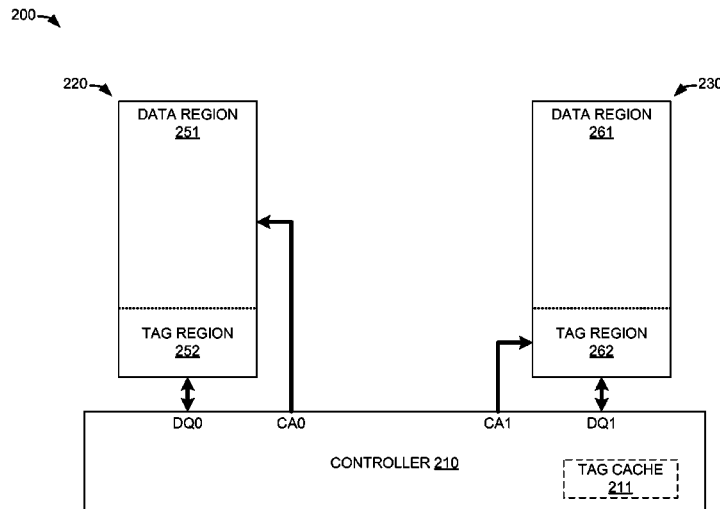 200
220
230
DATA REGION
251
DATA REGION
261
TAG REGION
252
TAG REGION
262
DQ0
CA0
CA1
DQ1
CONTROLLER 210
TAG CACHE
211